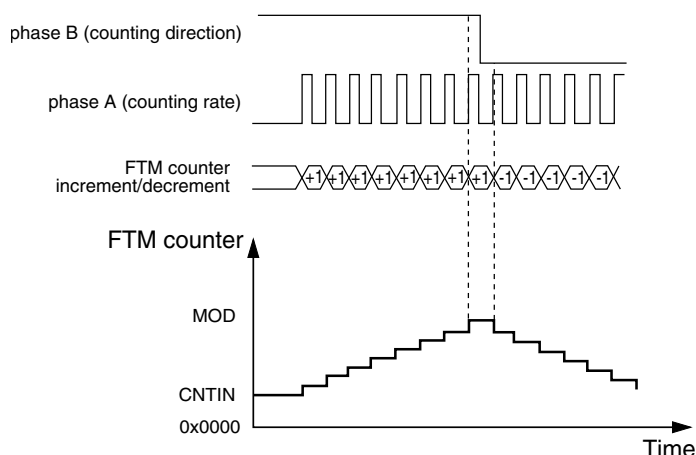 phase B (counting direction)
phase A (counting rate)
FTM counter
increment/decrement
+1 +1 +1 +1 +1 +1 +1 +1 -1 -1 -1 -1 -1
FTM counter
MOD
CNTIN
0x0000
Time